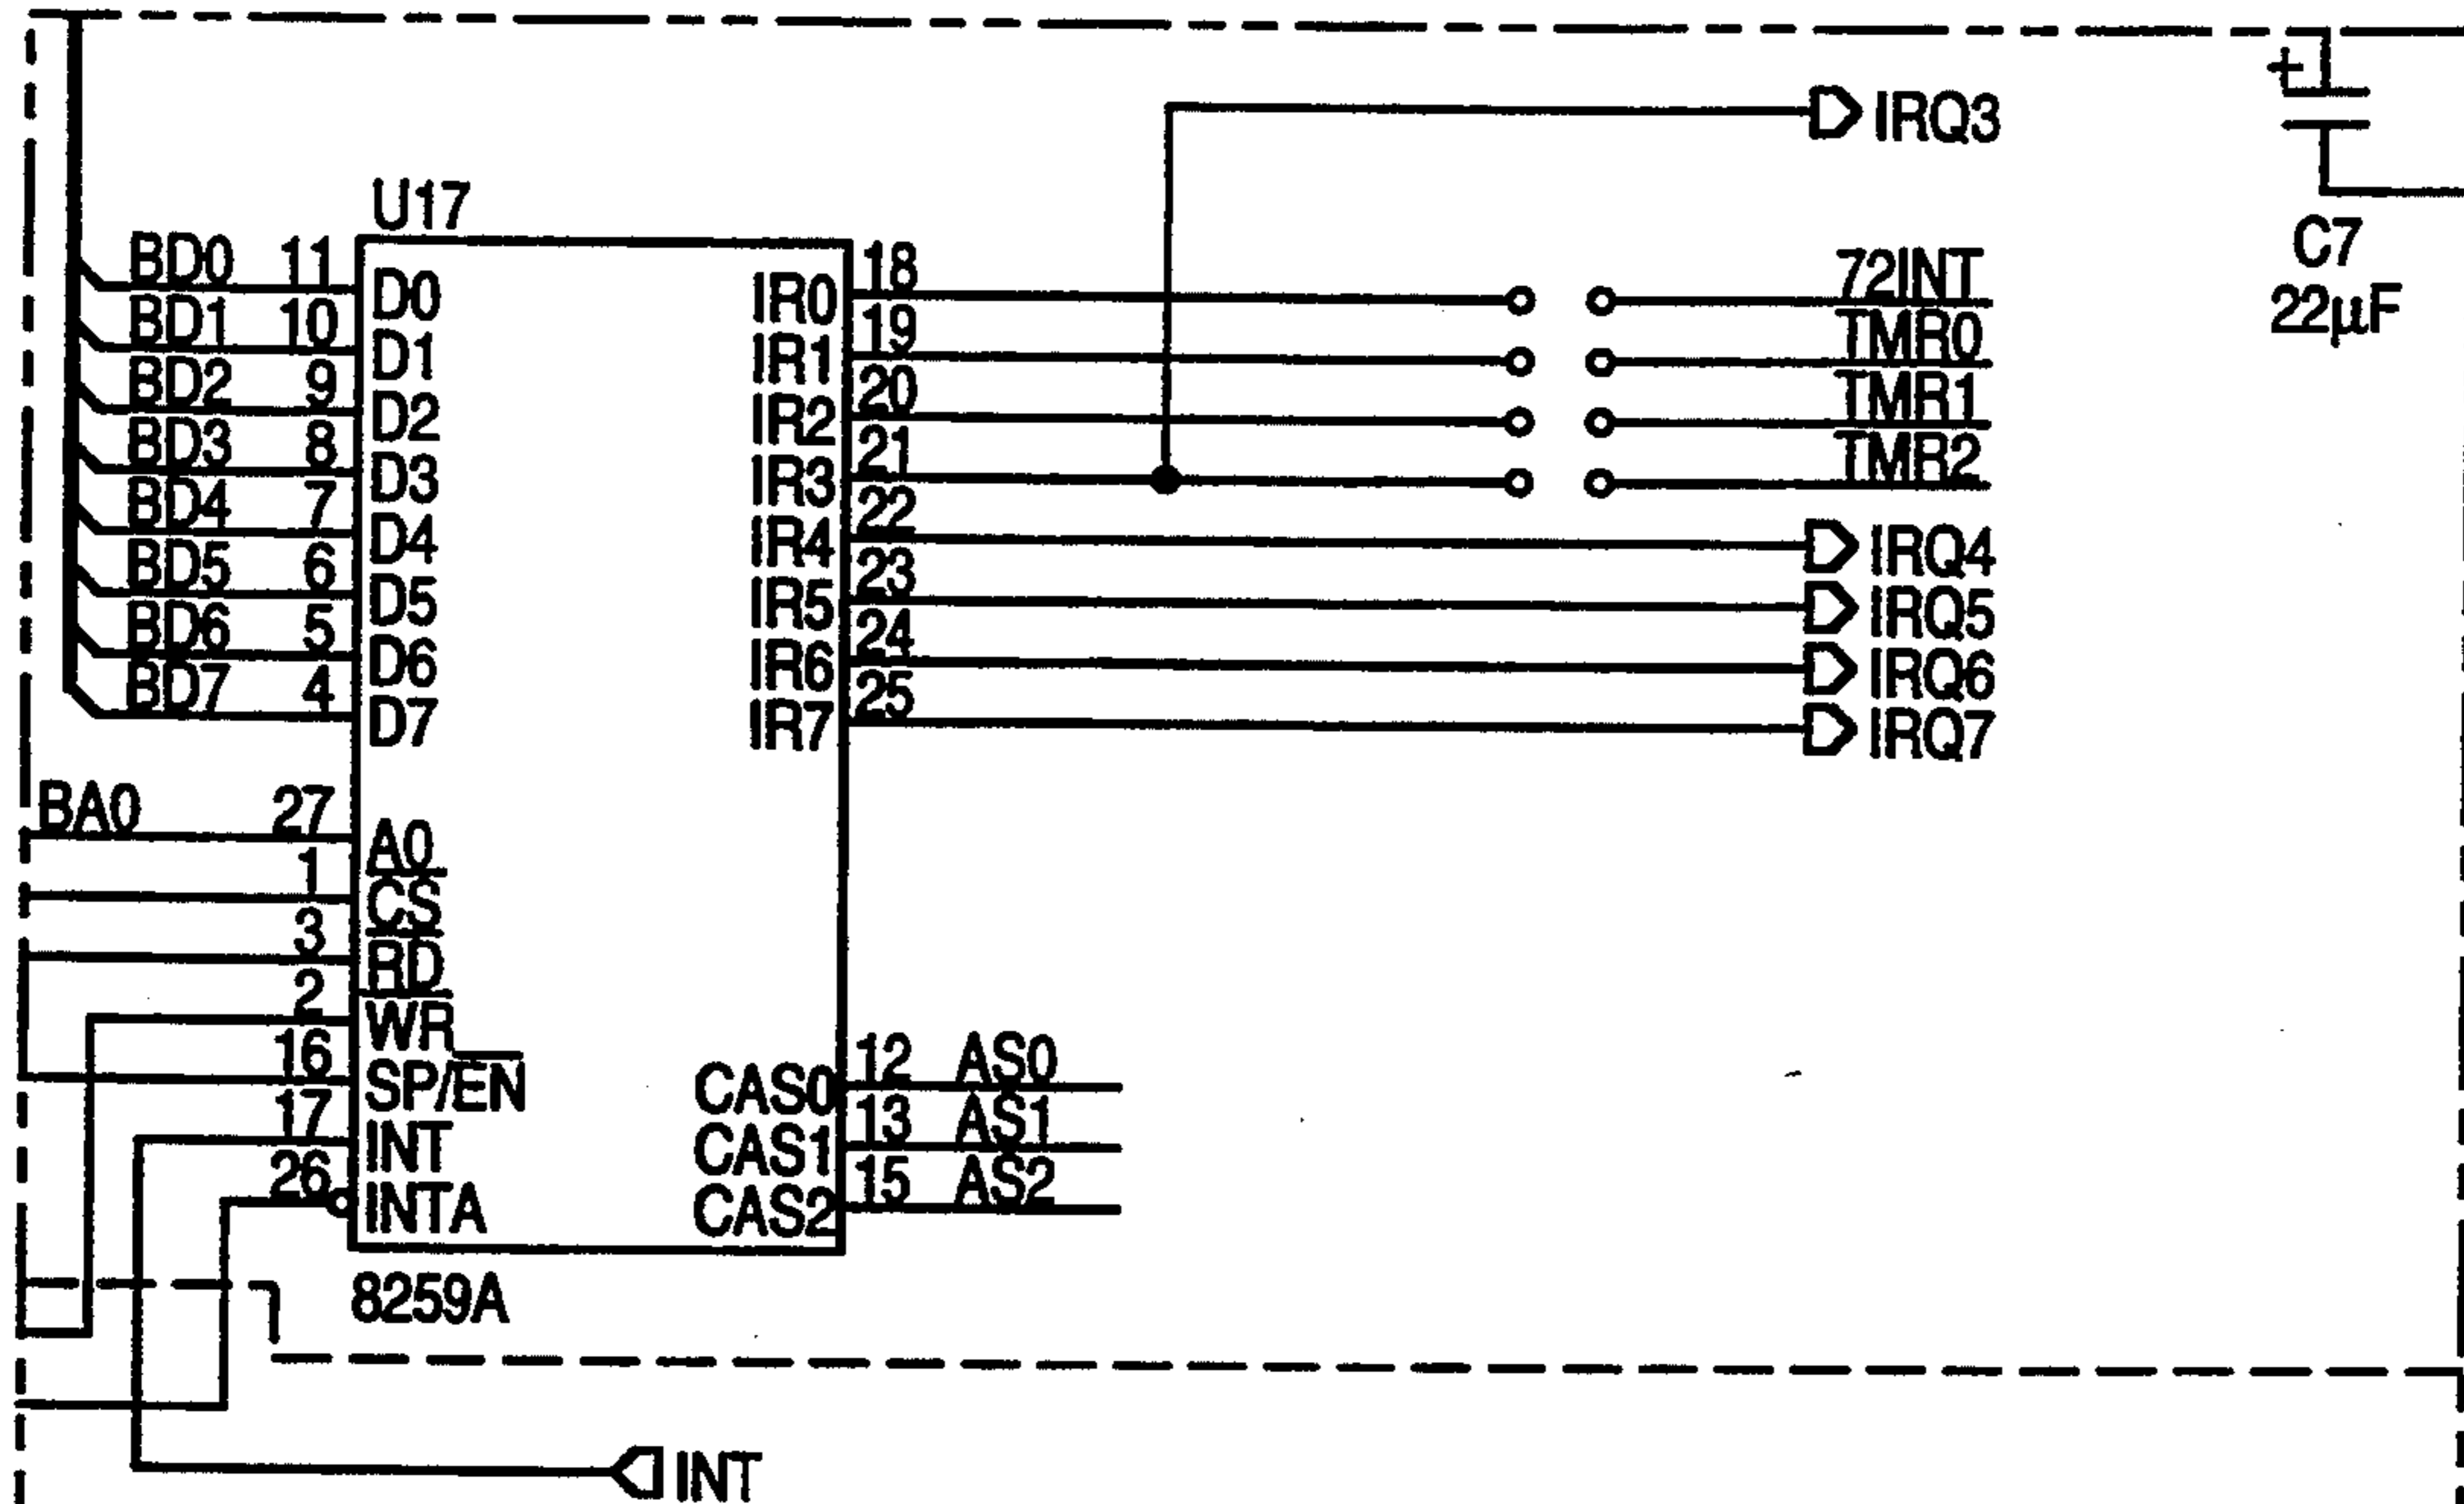 IRQ3
+
U17
C7
22µF
BD0 11 D0 IR0 18 72INT
BD1 10 D1 IR1 19 TMR0
BD2 9 D2 IR2 20 TMR1
BD3 8 D3 IR3 21 TMR2
BD4 7 D4 IR4 22 IRQ4
BD5 6 D5 IR5 23 IRQ5
BD6 5 D6 IR6 24 IRQ6
BD7 4 D7 IR7 25 IRQ7
BA0 27 A0
1 CS
3 RD
2 WR
16 SP/EN CAS0 12 AS0
17 INT CAS1 13 AS1
26 INTA CAS2 15 AS2
8259A
INT